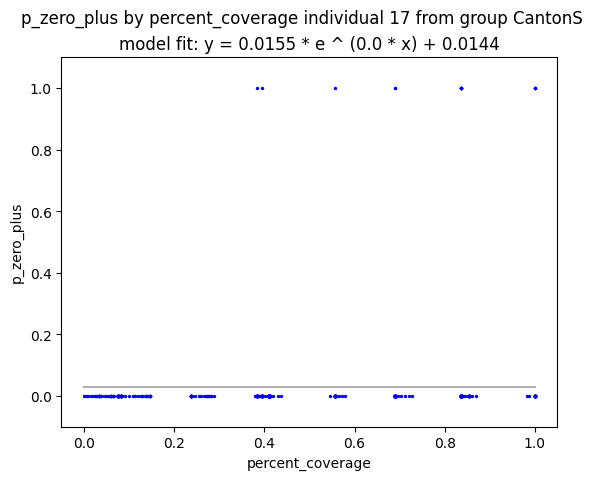 p_zero_plus by percent_coverage individual 17 from group CantonS
model fit: y = 0.0155 * e ^ (0.0 * x) + 0.0144
1.0
0.8
0.6
0.4
0.2
0.0
p_zero_plus
0.0 0.2 0.4 0.6 0.8 1.0
percent_coverage